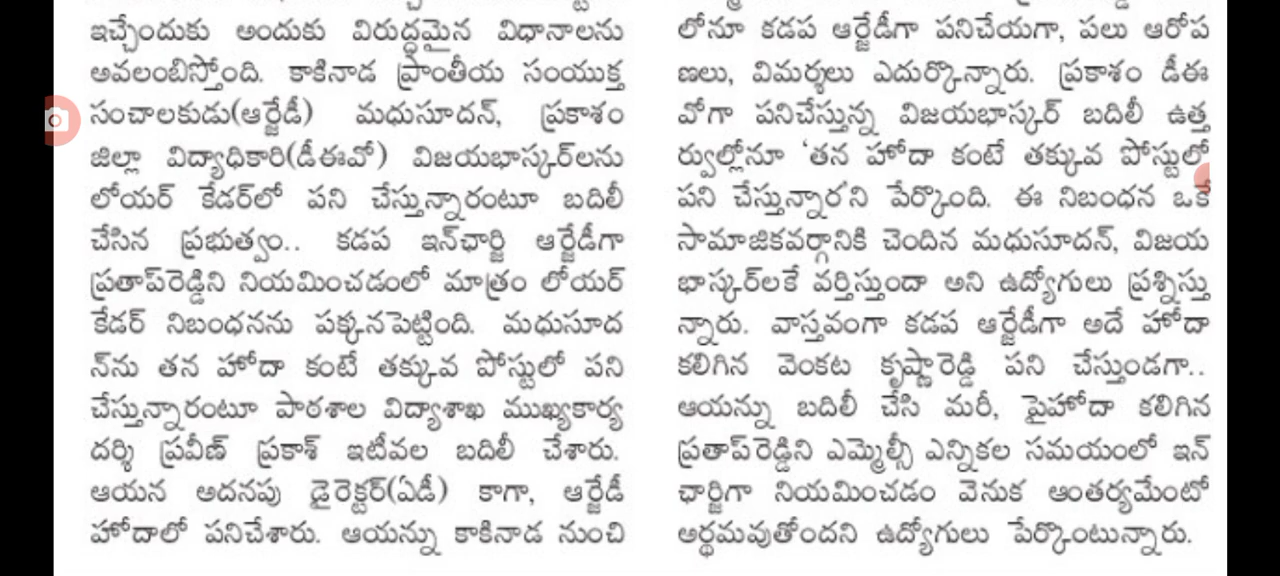 ఇచ్చేందుకు అందుకు విరుద్ధమైన విధానాలను
అవలంబిస్తోంది. కాకినాడ ప్రాంతీయ సంయుక్త
సంచాలకుడు(ఆర్జేడీ) మధుసూదన్, ప్రకాశం
జిల్లా విద్యాధికారి(డీఈవో) విజయభాస్కర్‌లను
లోయర్ కేడర్‌లో పని చేస్తున్నారంటూ బదిలీ
చేసిన ప్రభుత్వం.. కడప ఇన్‌ఛార్జి ఆర్జేడీగా
ప్రతాప్‌రెడ్డిని నియమించడంలో మాత్రం లోయర్
కేడర్ నిబంధనను పక్కనపెట్టింది. మధుసూద
న్‌ను తన హోదా కంటే తక్కువ పోస్టులో పని
చేస్తున్నారంటూ పాఠశాల విద్యాశాఖ ముఖ్యకార్య
దర్శి ప్రవీణ్ ప్రకాశ్ ఇటీవల బదిలీ చేశారు.
ఆయన అదనపు డైరెక్టర్(ఏడీ) కాగా, ఆర్జేడీ
హోదాలో పనిచేశారు. ఆయన్ను కాకినాడ నుంచి
లోనూ కడప ఆర్జేడీగా పనిచేయగా, పలు ఆరోప
ణలు, విమర్శలు ఎదుర్కొన్నారు. ప్రకాశం డీఈ
వోగా పనిచేస్తున్న విజయభాస్కర్ బదిలీ ఉత్త
ర్వుల్లోనూ ‘తన హోదా కంటే తక్కువ పోస్టులో
పని చేస్తున్నార’ని పేర్కొంది. ఈ నిబంధన ఒకే
సామాజికవర్గానికి చెందిన మధుసూదన్, విజయ
భాస్కర్‌లకే వర్తిస్తుందా అని ఉద్యోగులు ప్రశ్నిస్తు
న్నారు. వాస్తవంగా కడప ఆర్జేడీగా అదే హోదా
కలిగిన వెంకట కృష్ణారెడ్డి పని చేస్తుండగా..
ఆయన్ను బదిలీ చేసి మరీ, పైహోదా కలిగిన
ప్రతాప్‌రెడ్డిని ఎమ్మెల్సీ ఎన్నికల సమయంలో ఇన్
ఛార్జిగా నియమించడం వెనుక ఆంతర్యమేంటో
అర్థమవుతోందని ఉద్యోగులు పేర్కొంటున్నారు.